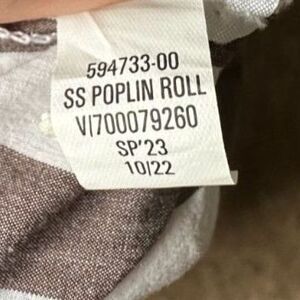 594733-00
SS POPLIN ROLL
VI700079260
SP'23
10/22